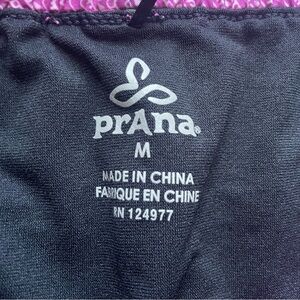 prAna
M
MADE IN CHINA
FABRIQUE EN CHINE
RN 124977